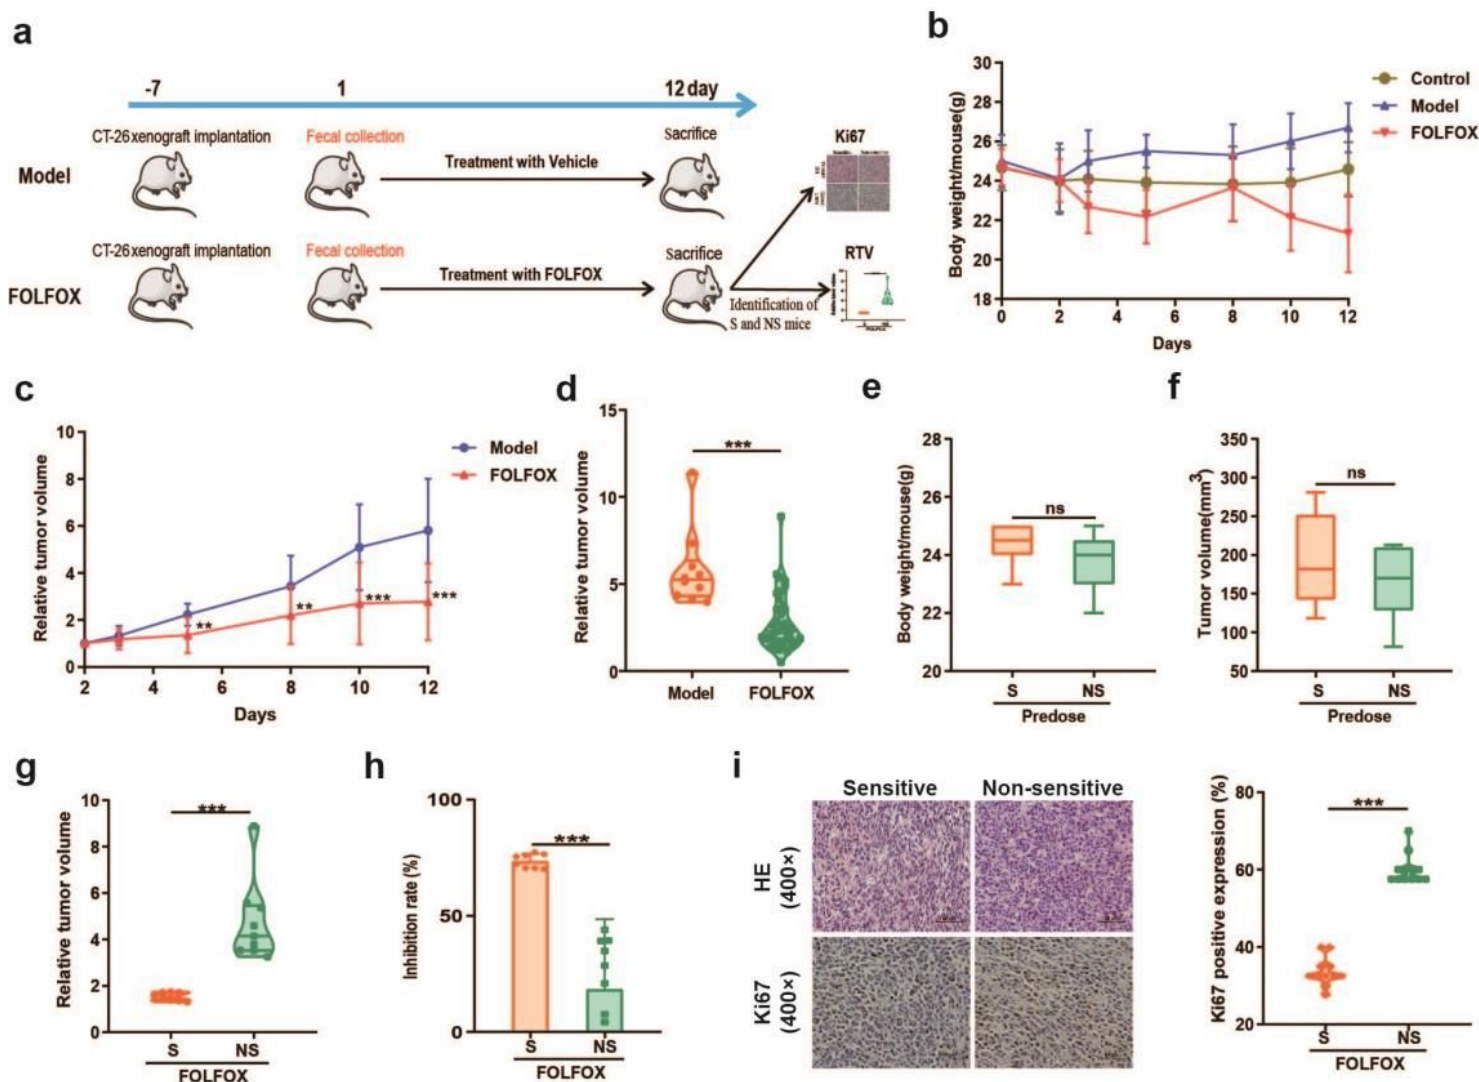 a
-7
1
12 day
CT-26 xenograft implantation
Fecal collection
Sacrifice
Model
Treatment with Vehicle
Ki67
CT-26 xenograft implantation
Fecal collection
Sacrifice
FOLFOX
Treatment with FOLFOX
RTV
Identification of
S and NS mice
b
Body weight/mouse(g)
30
28
26
24
22
20
18
0 2 4 6 8 10 12
Days
Control
Model
FOLFOX
c
Relative tumor volume
10
8
6
4
2
0
2 4 6 8 10 12
Days
Model
FOLFOX
**
**
***
***
d
Relative tumor volume
15
10
5
0
***
Model FOLFOX
e
Body weight/mouse(g)
28
26
24
22
20
ns
S NS
Predose
f
Tumor volume(mm3)
350
300
250
200
150
100
50
ns
S NS
Predose
g
Relative tumor volume
10
8
6
4
2
0
***
S NS
FOLFOX
h
Inhibition rate (%)
100
50
0
***
S NS
FOLFOX
i
Sensitive Non-sensitive
HE
(400×)
Ki67
(400×)
Ki67 positive expression (%)
80
60
40
20
***
S NS
FOLFOX